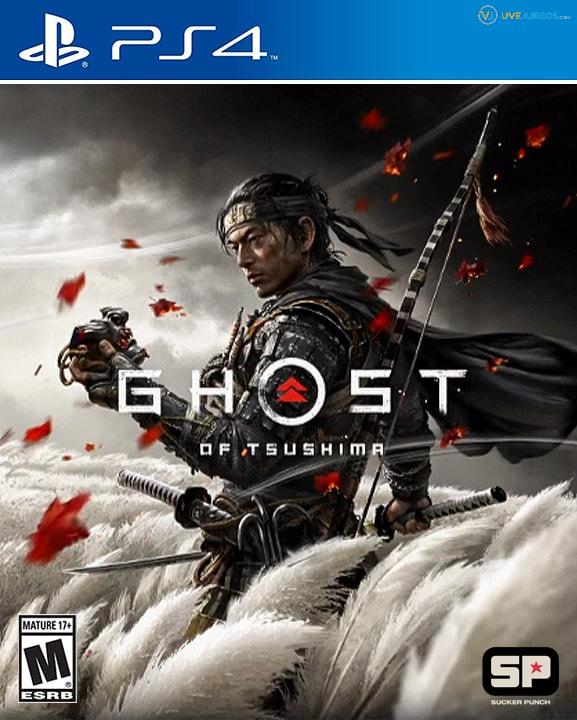 PS4
UVEJUEGOS.COM
GHOST
OF TSUSHIMA
MATURE 17+
M
ESRB
SP
SUCKER PUNCH